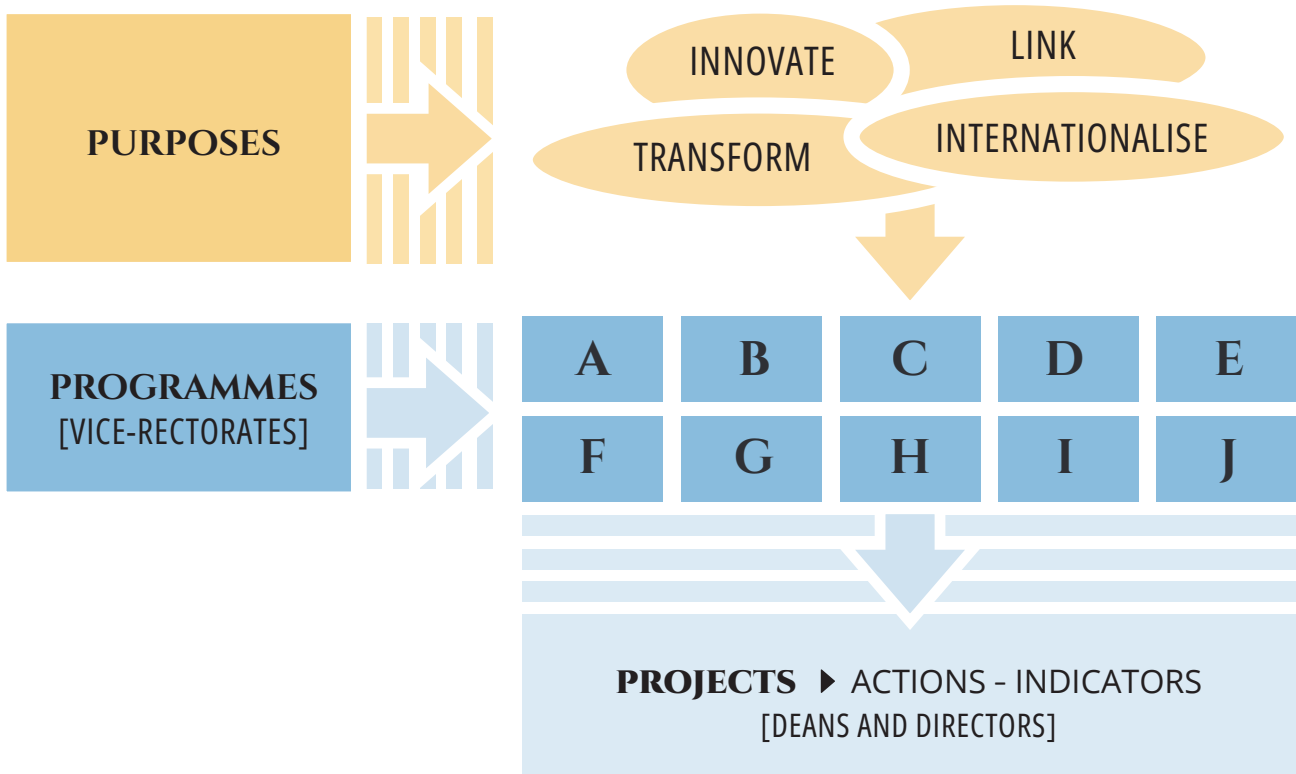 PURPOSES
INNOVATE
LINK
TRANSFORM
INTERNATIONALISE
PROGRAMMES
[VICE-RECTORATES]
A B C D E
F G H I J
PROJECTS ▶ ACTIONS - INDICATORS
[DEANS AND DIRECTORS]